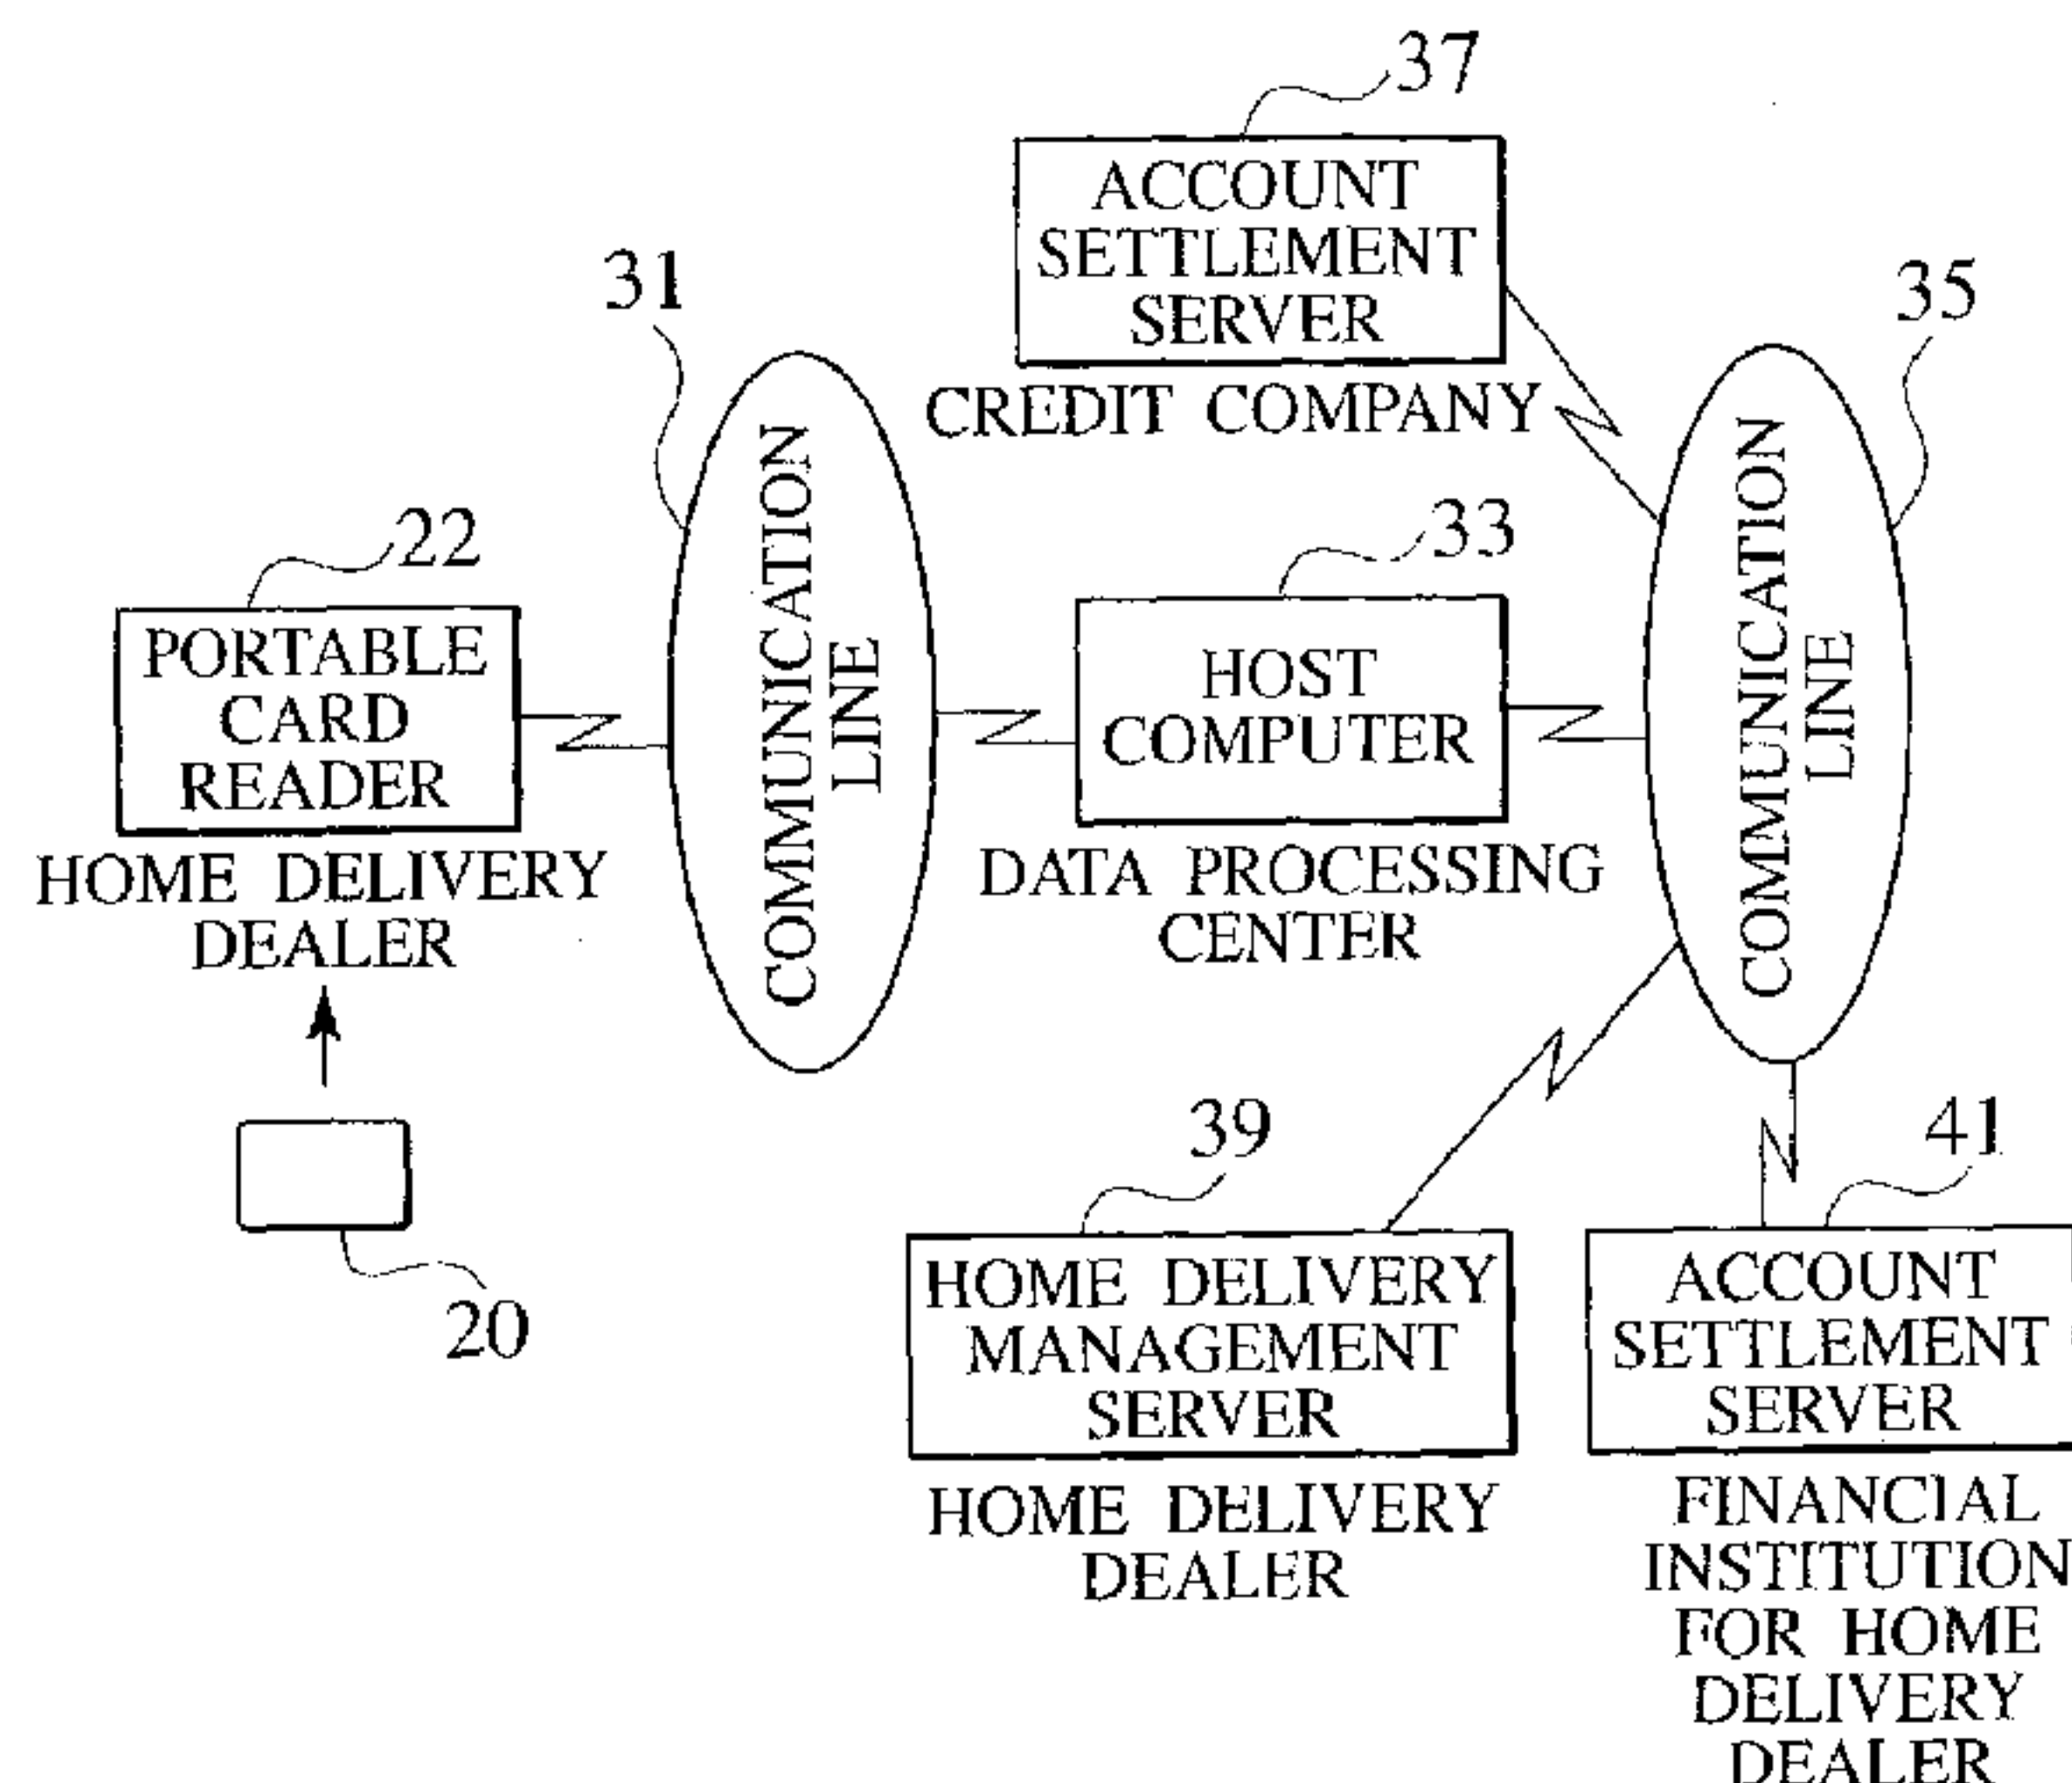 37
ACCOUNT
SETTLEMENT
SERVER
CREDIT COMPANY
31
COMMUNICATION
LINE
35
COMMUNICATION
LINE
22
PORTABLE
CARD
READER
HOME DELIVERY
DEALER
33
HOST
COMPUTER
DATA PROCESSING
CENTER
20
39
HOME DELIVERY
MANAGEMENT
SERVER
HOME DELIVERY
DEALER
41
ACCOUNT
SETTLEMENT
SERVER
FINANCIAL
INSTITUTION
FOR HOME
DELIVERY
DEALER